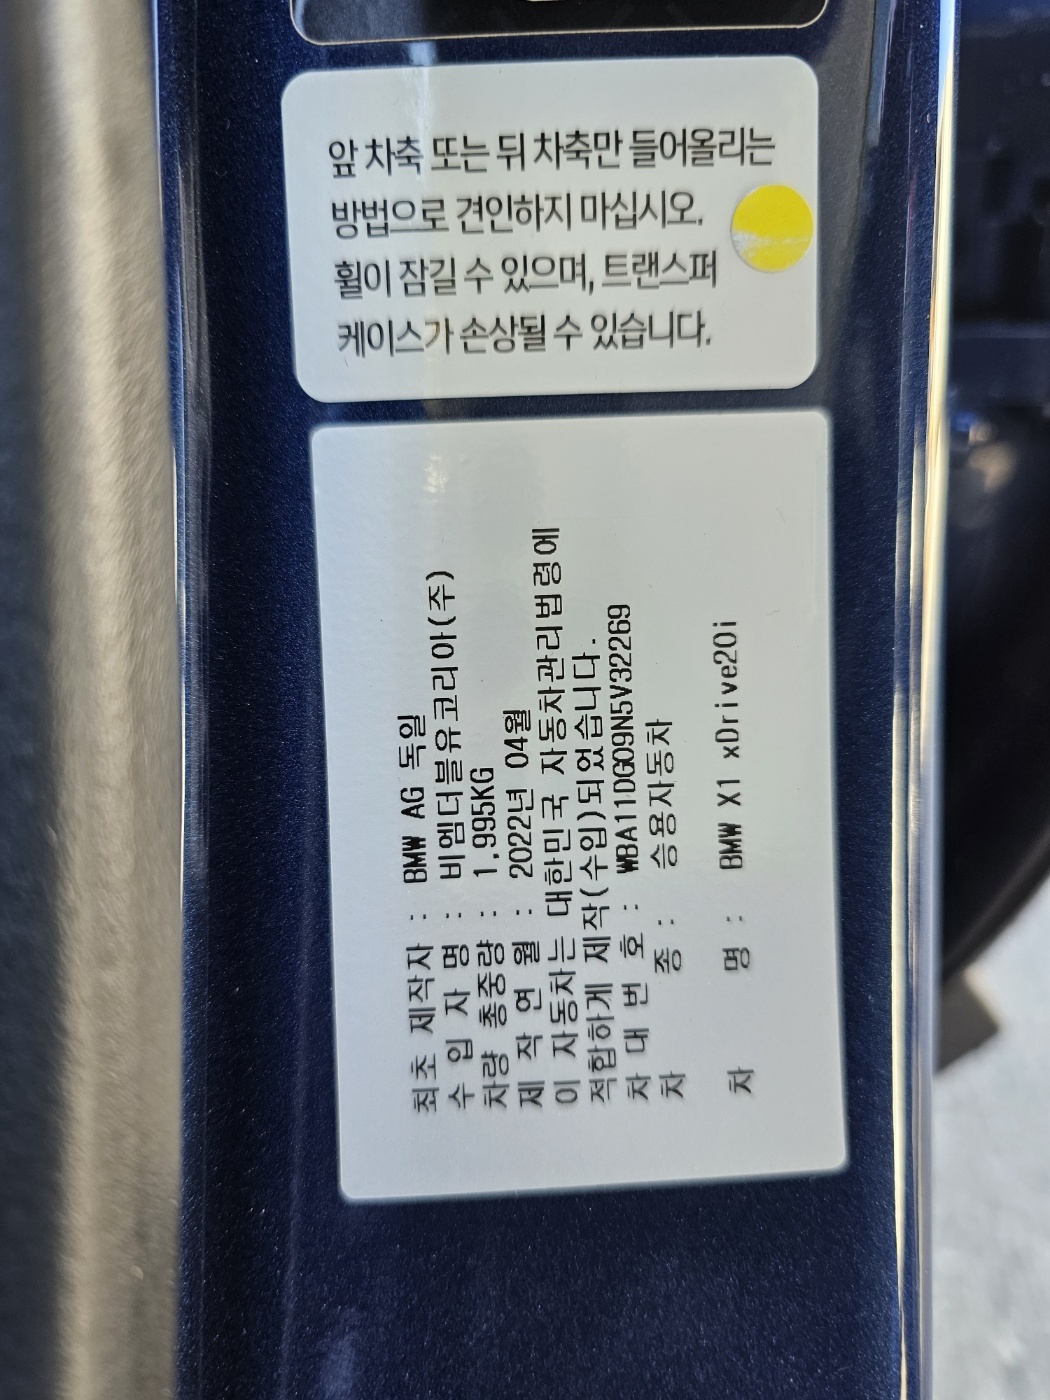 앞 차축 또는 뒤 차축만 들어올리는
방법으로 견인하지 마십시오.
휠이 잠길 수 있으며, 트랜스퍼
케이스가 손상될 수 있습니다.
최초 제작자 : BMW AG 독일
수 입 자 명 : 비엠더블유코리아(주)
차량 총중량 : 1.995KG
제 작 연 월 : 2022년 04월
이 자동차는 대한민국 자동차관리법령에
적합하게 제작(수입)되었습니다.
차 대 번 호 : WBA11DG09N5V32269
차 종 : 승용자동차
차 명 : BMW X1 xDrive20i